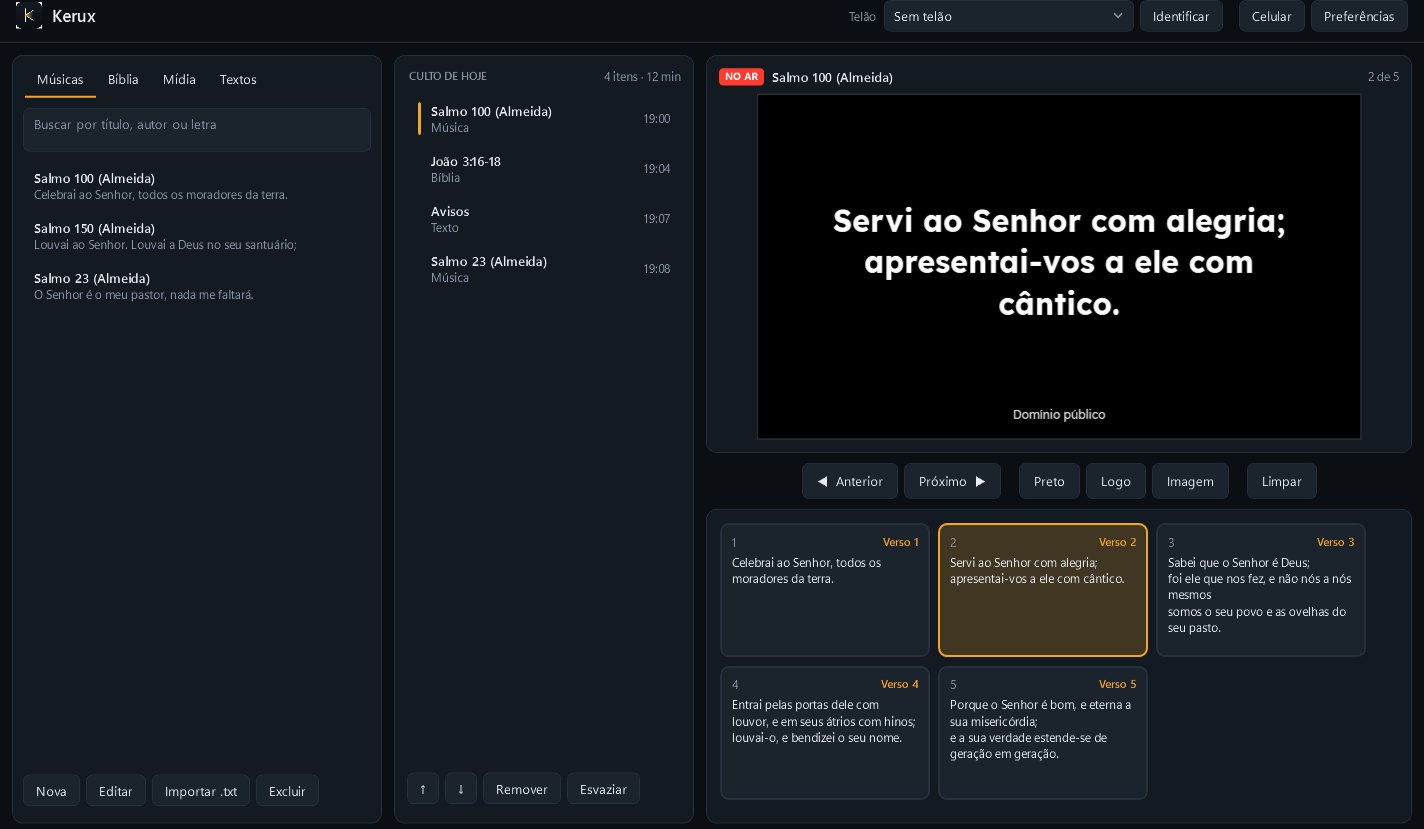 K Kerux
Telão Sem telão Identificar Celular Preferências
Músicas Bíblia Mídia Textos
Buscar por título, autor ou letra
Salmo 100 (Almeida)
Celebrai ao Senhor, todos os moradores da terra.
Salmo 150 (Almeida)
Louvai ao Senhor. Louvai a Deus no seu santuário;
Salmo 23 (Almeida)
O Senhor é o meu pastor, nada me faltará.
Nova Editar Importar .txt Excluir
CULTO DE HOJE 4 itens · 12 min
Salmo 100 (Almeida) 19:00
Música
João 3:16-18 19:04
Bíblia
Avisos 19:07
Texto
Salmo 23 (Almeida) 19:08
Música
↑ ↓ Remover Esvaziar
NO AR Salmo 100 (Almeida) 2 de 5
Servi ao Senhor com alegria;
apresentai-vos a ele com
cântico.
Domínio público
◀ Anterior Próximo ▶ Preto Logo Imagem Limpar
1 Verso 1
Celebrai ao Senhor, todos os
moradores da terra.
2 Verso 2
Servi ao Senhor com alegria;
apresentai-vos a ele com cântico.
3 Verso 3
Sabei que o Senhor é Deus;
foi ele que nos fez, e não nós a nós
mesmos
somos o seu povo e as ovelhas do
seu pasto.
4 Verso 4
Entrai pelas portas dele com
louvor, e em seus átrios com hinos;
louvai-o, e bendizei o seu nome.
5 Verso 5
Porque o Senhor é bom, e eterna a
sua misericórdia;
e a sua verdade estende-se de
geração em geração.